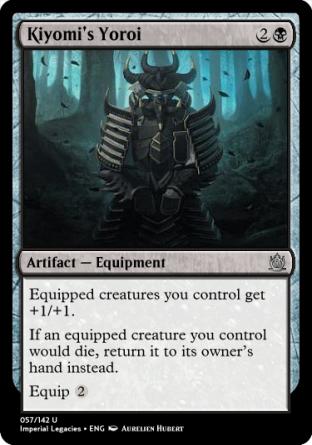 Kiyomi's Yoroi 2
Artifact — Equipment
Equipped creatures you control get
+1/+1.
If an equipped creature you control
would die, return it to its owner's
hand instead.
Equip 2
057/142 U
Imperial Legacies • ENG Aurelien Hubert